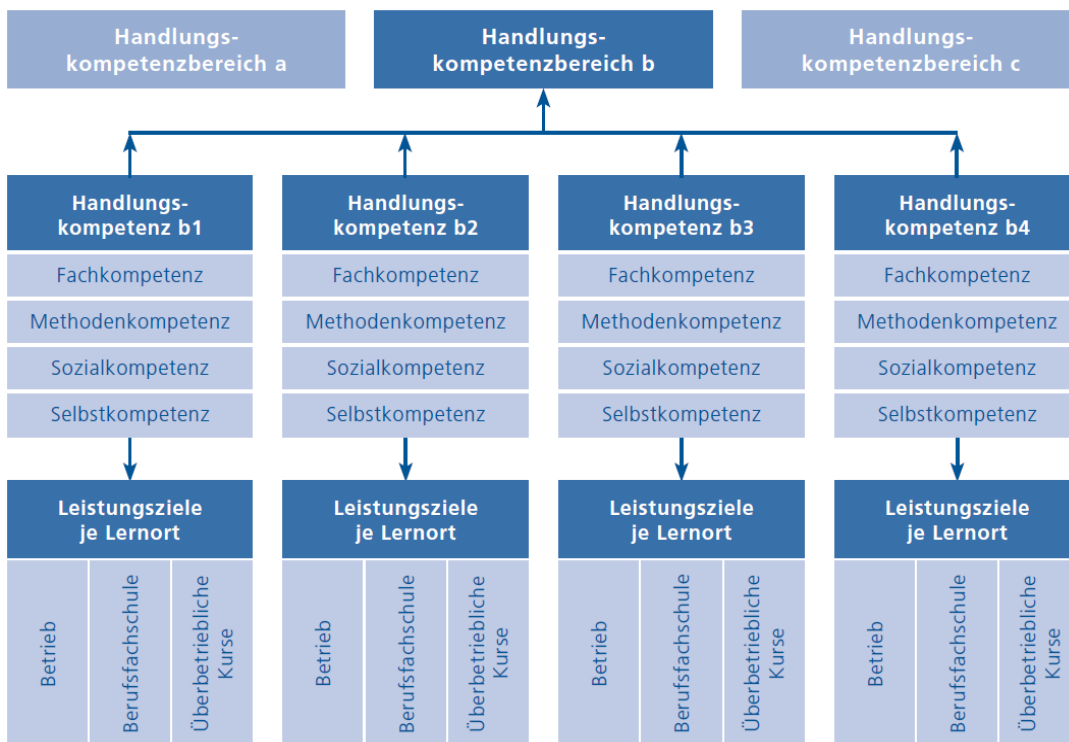 Handlungs-
kompetenzbereich a
Handlungs-
kompetenzbereich b
Handlungs-
kompetenzbereich c
Handlungs-
kompetenz b1
Fachkompetenz
Methodenkompetenz
Sozialkompetenz
Selbstkompetenz
Leistungsziele
je Lernort
Betrieb
Berufsfachschule
Überbetriebliche
Kurse
Handlungs-
kompetenz b2
Fachkompetenz
Methodenkompetenz
Sozialkompetenz
Selbstkompetenz
Leistungsziele
je Lernort
Betrieb
Berufsfachschule
Überbetriebliche
Kurse
Handlungs-
kompetenz b3
Fachkompetenz
Methodenkompetenz
Sozialkompetenz
Selbstkompetenz
Leistungsziele
je Lernort
Betrieb
Berufsfachschule
Überbetriebliche
Kurse
Handlungs-
kompetenz b4
Fachkompetenz
Methodenkompetenz
Sozialkompetenz
Selbstkompetenz
Leistungsziele
je Lernort
Betrieb
Berufsfachschule
Überbetriebliche
Kurse